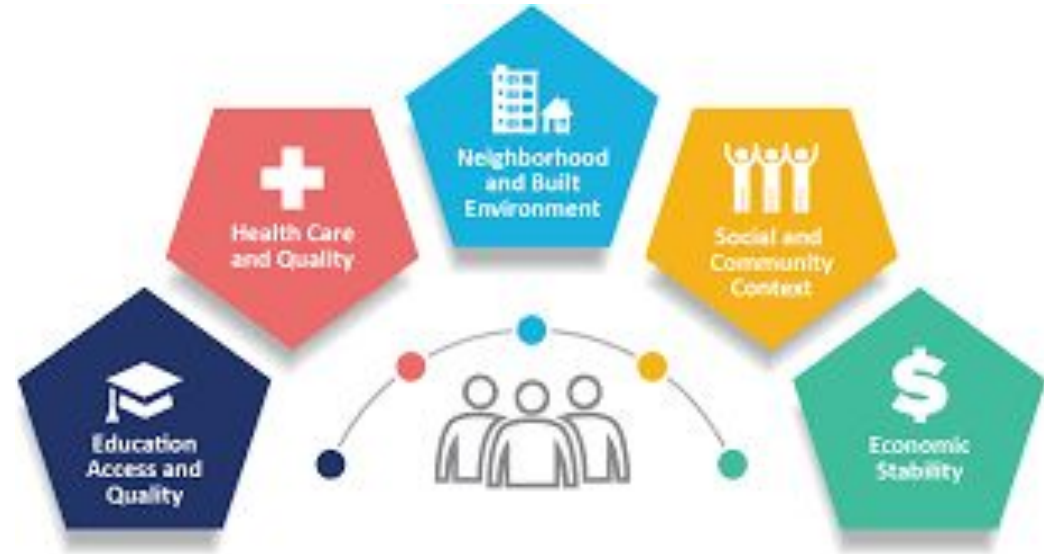 Education
Access and
Quality
Health Care
and Quality
Neighborhood
and Built
Environment
Social and
Community
Context
$
Economic
Stability